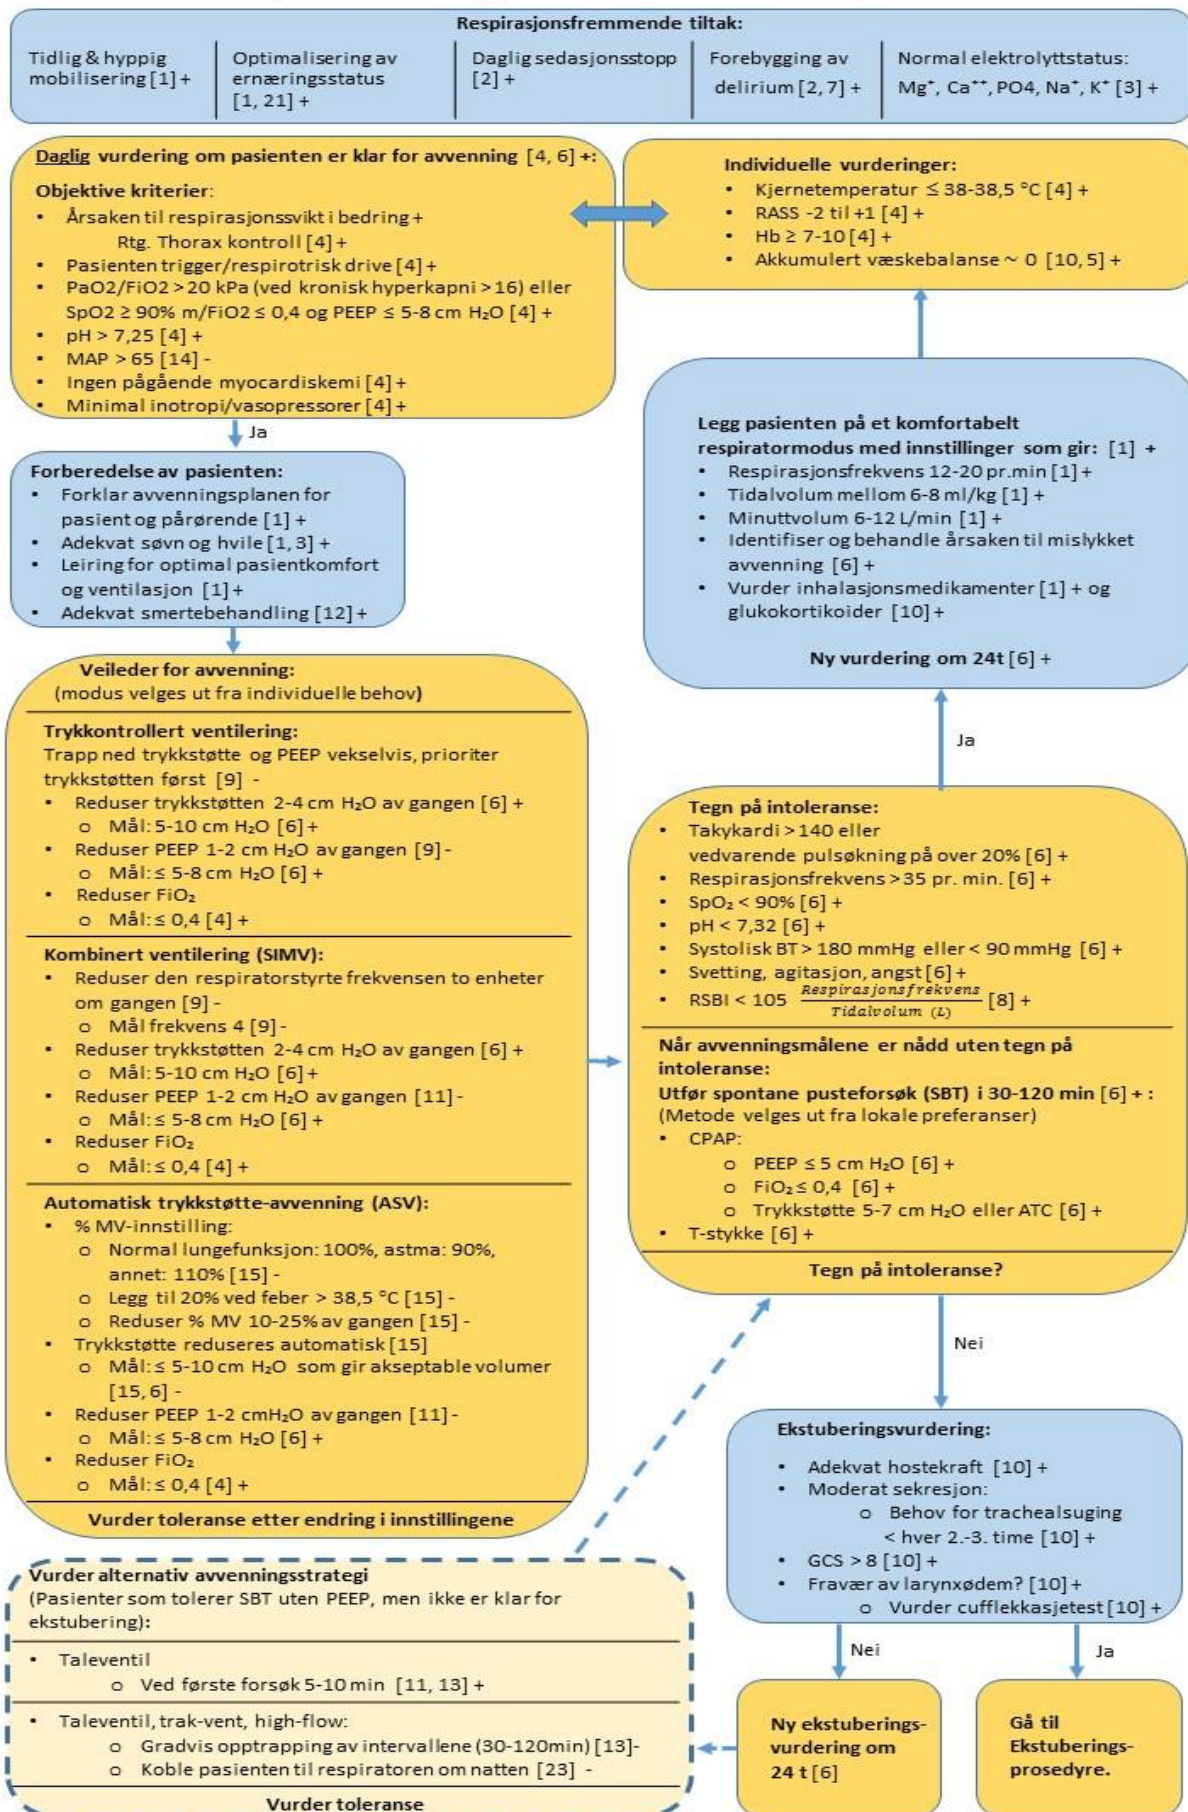 Respirasjonsfremmende tiltak:
Tidlig & hyppig
mobilisering [1] +
Optimalisering av
ernæringsstatus
[1, 21] +
Daglig sedasjonsstopp
[2] +
Forebygging av
delirium [2, 7] +
Normal elektrolyttstatus:
Mg⁺, Ca⁺⁺, PO4, Na⁺, K⁺ [3] +
Daglig vurdering om pasienten er klar for avvenning [4, 6] +:
Objektive kriterier:
• Årsaken til respirasjonssvikt i bedring +
Rtg. Thorax kontroll [4] +
• Pasienten trigger/respirotrisk drive [4] +
• PaO2/FiO2 > 20 kPa (ved kronisk hyperkapni > 16) eller
SpO2 ≥ 90% m/FiO2 ≤ 0,4 og PEEP ≤ 5-8 cm H₂O [4] +
• pH > 7,25 [4] +
• MAP > 65 [14] -
• Ingen pågående myocardiskemi [4] +
• Minimal inotropi/vasopressorer [4] +
Individuelle vurderinger:
• Kjernetemperatur ≤ 38-38,5 °C [4] +
• RASS -2 til +1 [4] +
• Hb ≥ 7-10 [4] +
• Akkumulert væskebalanse ~ 0 [10, 5] +
Ja
Forberedelse av pasienten:
• Forklar avvenningsplanen for
pasient og pårørende [1] +
• Adekvat søvn og hvile [1, 3] +
• Leiring for optimal pasientkomfort
og ventilasjon [1] +
• Adekvat smertebehandling [12] +
Legg pasienten på et komfortabelt
respiratormodus med innstillinger som gir: [1] +
• Respirasjonsfrekvens 12-20 pr.min [1] +
• Tidalvolum mellom 6-8 ml/kg [1] +
• Minuttvolum 6-12 L/min [1] +
• Identifiser og behandle årsaken til mislykket
avvenning [6] +
• Vurder inhalasjonsmedikamenter [1] + og
glukokortikoider [10] +
Ny vurdering om 24t [6] +
Ja
Veileder for avvenning:
(modus velges ut fra individuelle behov)
Trykkontrollert ventilering:
Trapp ned trykkstøtte og PEEP vekselvis, prioriter
trykkstøtten først [9] -
• Reduser trykkstøtten 2-4 cm H₂O av gangen [6] +
o Mål: 5-10 cm H₂O [6] +
• Reduser PEEP 1-2 cm H₂O av gangen [9] -
o Mål: ≤ 5-8 cm H₂O [6] +
• Reduser FiO₂
o Mål: ≤ 0,4 [4] +
Kombinert ventilering (SIMV):
• Reduser den respiratorstyrte frekvensen to enheter
om gangen [9] -
o Mål frekvens 4 [9] -
• Reduser trykkstøtten 2-4 cm H₂O av gangen [6] +
o Mål: 5-10 cm H₂O [6] +
• Reduser PEEP 1-2 cm H₂O av gangen [11] -
o Mål: ≤ 5-8 cm H₂O [6] +
• Reduser FiO₂
o Mål: ≤ 0,4 [4] +
Automatisk trykkstøtte-avvenning (ASV):
• % MV-innstilling:
o Normal lungefunksjon: 100%, astma: 90%,
annet: 110% [15] -
o Legg til 20% ved feber > 38,5 °C [15] -
o Reduser % MV 10-25% av gangen [15] -
• Trykkstøtte reduseres automatisk [15]
o Mål: ≤ 5-10 cm H₂O som gir akseptable volumer
[15, 6] -
• Reduser PEEP 1-2 cmH₂O av gangen [11] -
o Mål: ≤ 5-8 cm H₂O [6] +
• Reduser FiO₂
o Mål: ≤ 0,4 [4] +
Vurder toleranse etter endring i innstillingene
Tegn på intoleranse:
• Takykardi > 140 eller
vedvarende pulsøkning på over 20% [6] +
• Respirasjonsfrekvens > 35 pr. min. [6] +
• SpO₂ < 90% [6] +
• pH < 7,32 [6] +
• Systolisk BT > 180 mmHg eller < 90 mmHg [6] +
• Svetting, agitasjon, angst [6] +
• RSBI < 105 Respirasjonsfrekvens / Tidalvolum (L) [8] +
Når avvenningsmålene er nådd uten tegn på
intoleranse:
Utfør spontane pusteforsøk (SBT) i 30-120 min [6] + :
(Metode velges ut fra lokale preferanser)
• CPAP:
o PEEP ≤ 5 cm H₂O [6] +
o FiO₂ ≤ 0,4 [6] +
o Trykkstøtte 5-7 cm H₂O eller ATC [6] +
• T-stykke [6] +
Tegn på intoleranse?
Nei
Ekstuberingsvurdering:
• Adekvat hostekraft [10] +
• Moderat sekresjon:
o Behov for trachealsuging
< hver 2.-3. time [10] +
• GCS > 8 [10] +
• Fravær av larynxødem? [10] +
o Vurder cufflekkasjetest [10] +
Nei
Ja
Vurder alternativ avvenningsstrategi
(Pasienter som tolerer SBT uten PEEP, men ikke er klar for
ekstubering):
• Taleventil
o Ved første forsøk 5-10 min [11, 13] +
• Taleventil, trak-vent, high-flow:
o Gradvis opptrapping av intervallene (30-120min) [13]-
o Koble pasienten til respiratoren om natten [23] -
Vurder toleranse
Ny ekstuberings-
vurdering om
24 t [6]
Gå til
Ekstuberings-
prosedyre.